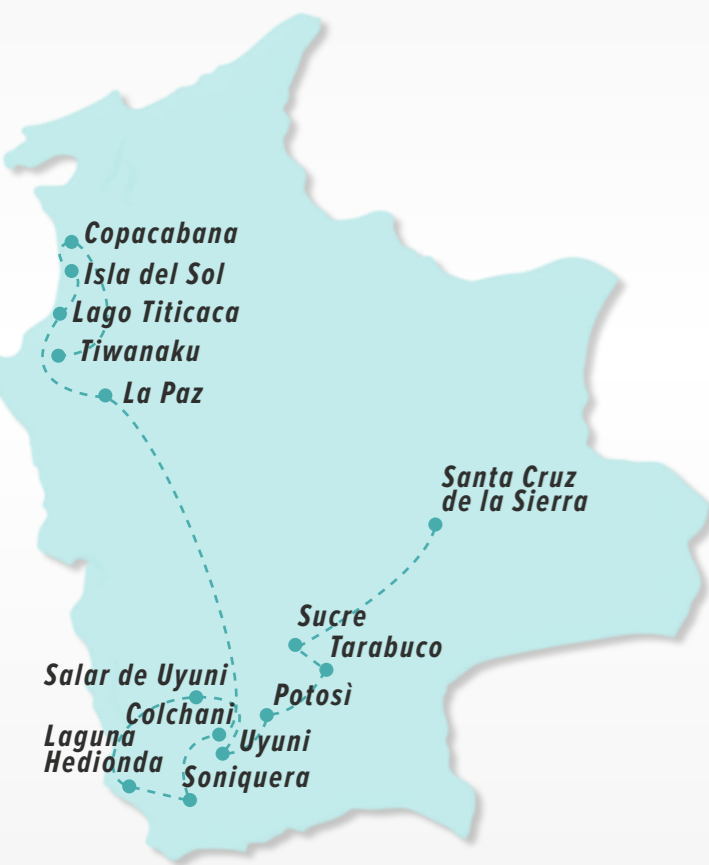 Copacabana
Isla del Sol
Lago Titicaca
Tiwanaku
La Paz
Santa Cruz
de la Sierra
Sucre
Tarabuco
Salar de Uyuni
Potosì
Colchani
Laguna
Hedionda
Uyuni
Soniquera